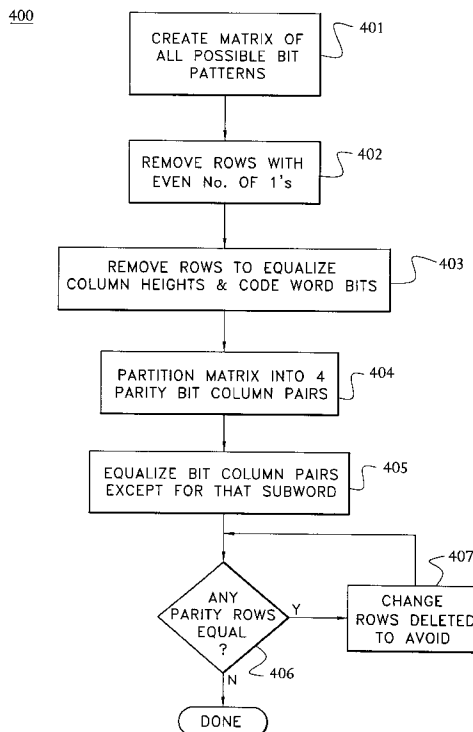 400
CREATE MATRIX OF
ALL POSSIBLE BIT
PATTERNS
401
REMOVE ROWS WITH
EVEN No. OF 1's
402
REMOVE ROWS TO EQUALIZE
COLUMN HEIGHTS & CODE WORD BITS
403
PARTITION MATRIX INTO 4
PARITY BIT COLUMN PAIRS
404
EQUALIZE BIT COLUMN PAIRS
EXCEPT FOR THAT SUBWORD
405
ANY
PARITY ROWS
EQUAL
?
Y
406
N
407
CHANGE
ROWS DELETED
TO AVOID
DONE